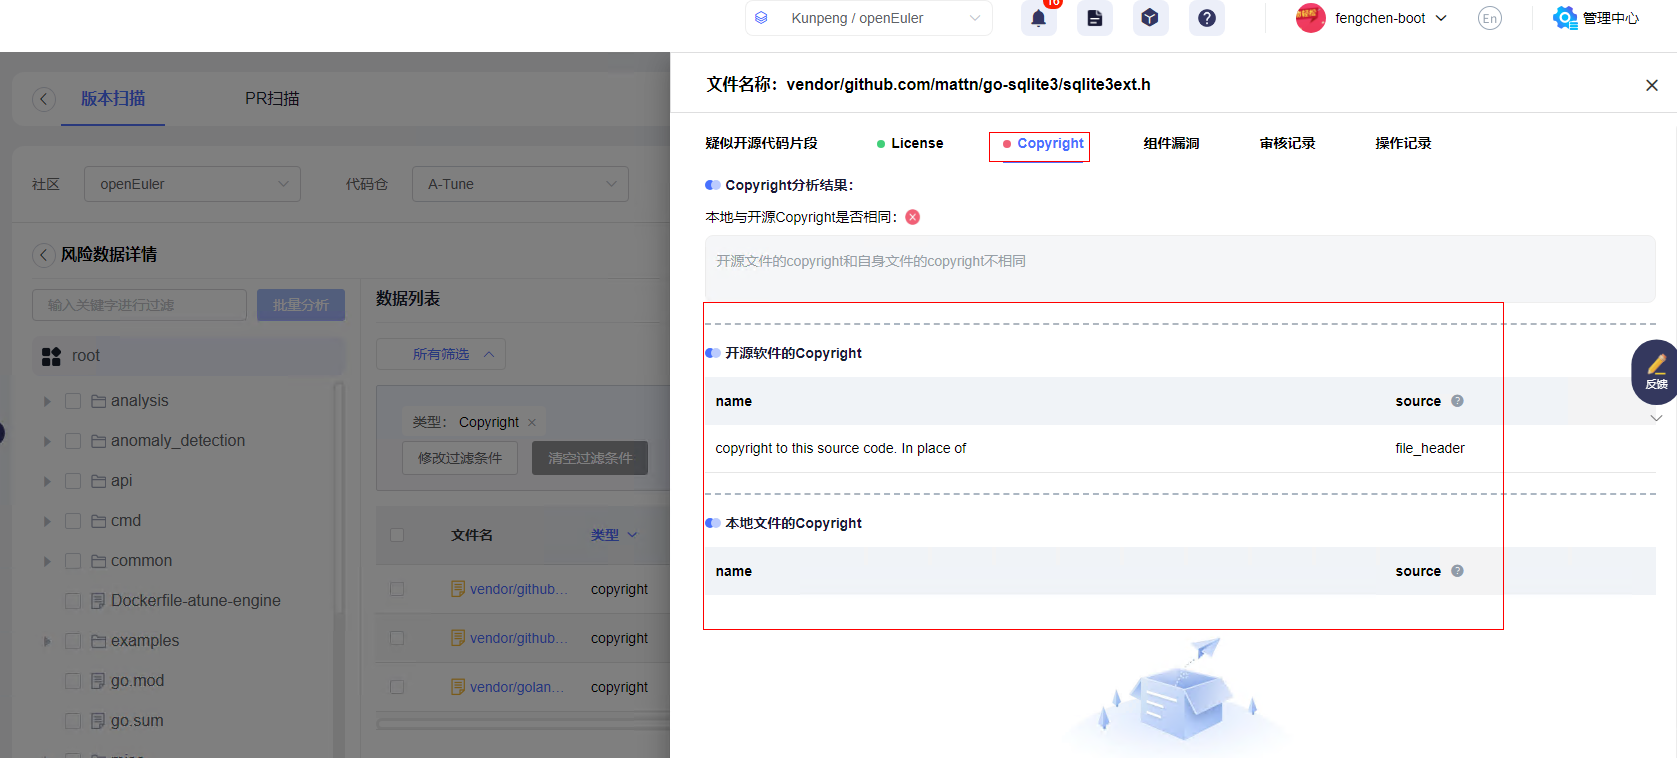 Kunpeng / openEuler
16
fengchen-boot
En
管理中心
版本扫描
PR扫描
社区
openEuler
代码仓
A-Tune
风险数据详情
输入关键字进行过滤
批量分析
root
analysis
anomaly_detection
api
cmd
common
Dockerfile-atune-engine
examples
go.mod
go.sum
数据列表
所有筛选
类型： Copyright
修改过滤条件
清空过滤条件
文件名
类型
vendor/github...
copyright
vendor/github...
copyright
vendor/golan...
copyright
文件名称：vendor/github.com/mattn/go-sqlite3/sqlite3ext.h
疑似开源代码片段
License
Copyright
组件漏洞
审核记录
操作记录
Copyright分析结果：
本地与开源Copyright是否相同：
开源文件的copyright和自身文件的copyright不相同
开源软件的Copyright
name
source
copyright to this source code. In place of
file_header
本地文件的Copyright
name
source
反馈